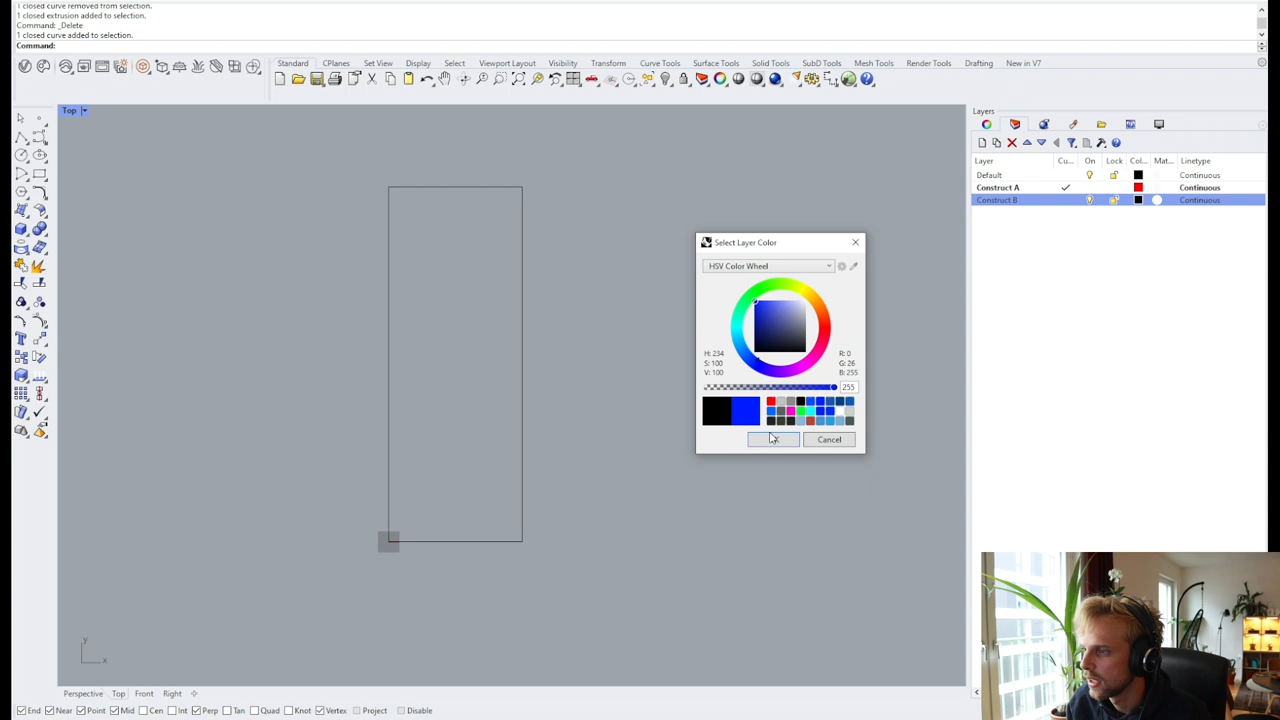 1 closed curve removed from selection.
1 closed extrusion added to selection.
Command: _Delete
1 closed curve added to selection.
Command:
Standard CPlanes Set View Display Select Viewport Layout Visibility Transform Curve Tools Surface Tools Solid Tools SubD Tools Mesh Tools Render Tools Drafting New in V7
Top
Layers
Layer Cu... On Lock Col... Mat... Linetype
Default Continuous
Construct A Continuous
Construct B Continuous
Select Layer Color
HSV Color Wheel
H: 234 R: 0
S: 100 G: 26
V: 100 B: 255
255
Cancel
y
x
Perspective Top Front Right
End Near Point Mid Cen Int Perp Tan Quad Knot Vertex Project Disable